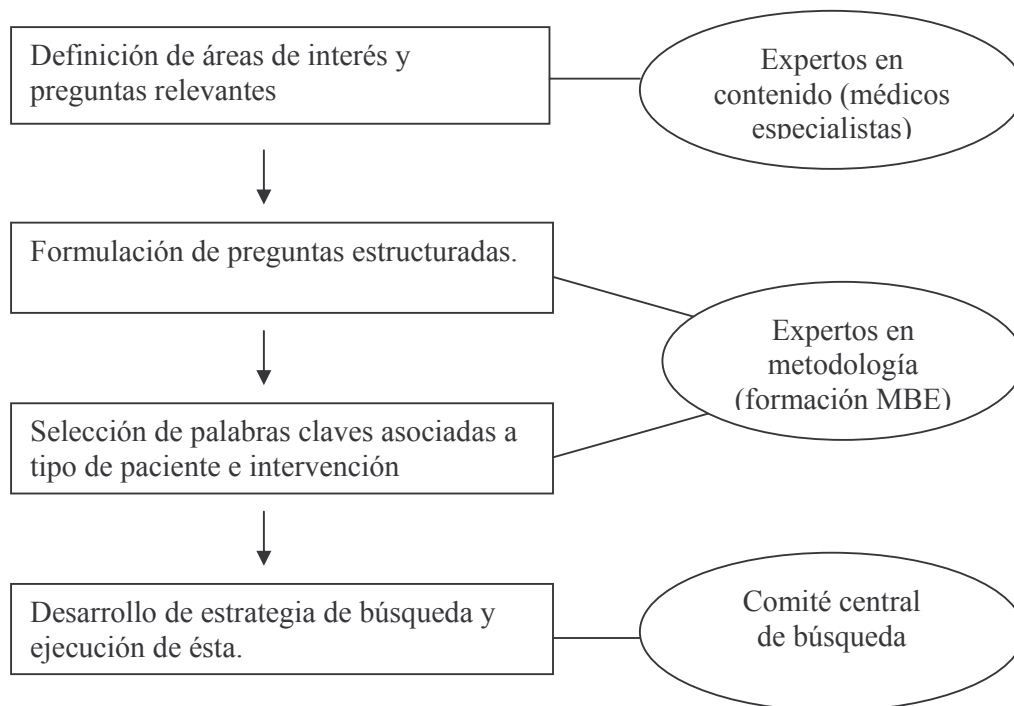 Definición de áreas de interés y
preguntas relevantes
Expertos en
contenido (médicos
especialistas)
Formulación de preguntas estructuradas.
Expertos en
metodología
(formación MBE)
Selección de palabras claves asociadas a
tipo de paciente e intervención
Desarrollo de estrategia de búsqueda y
ejecución de ésta.
Comité central
de búsqueda